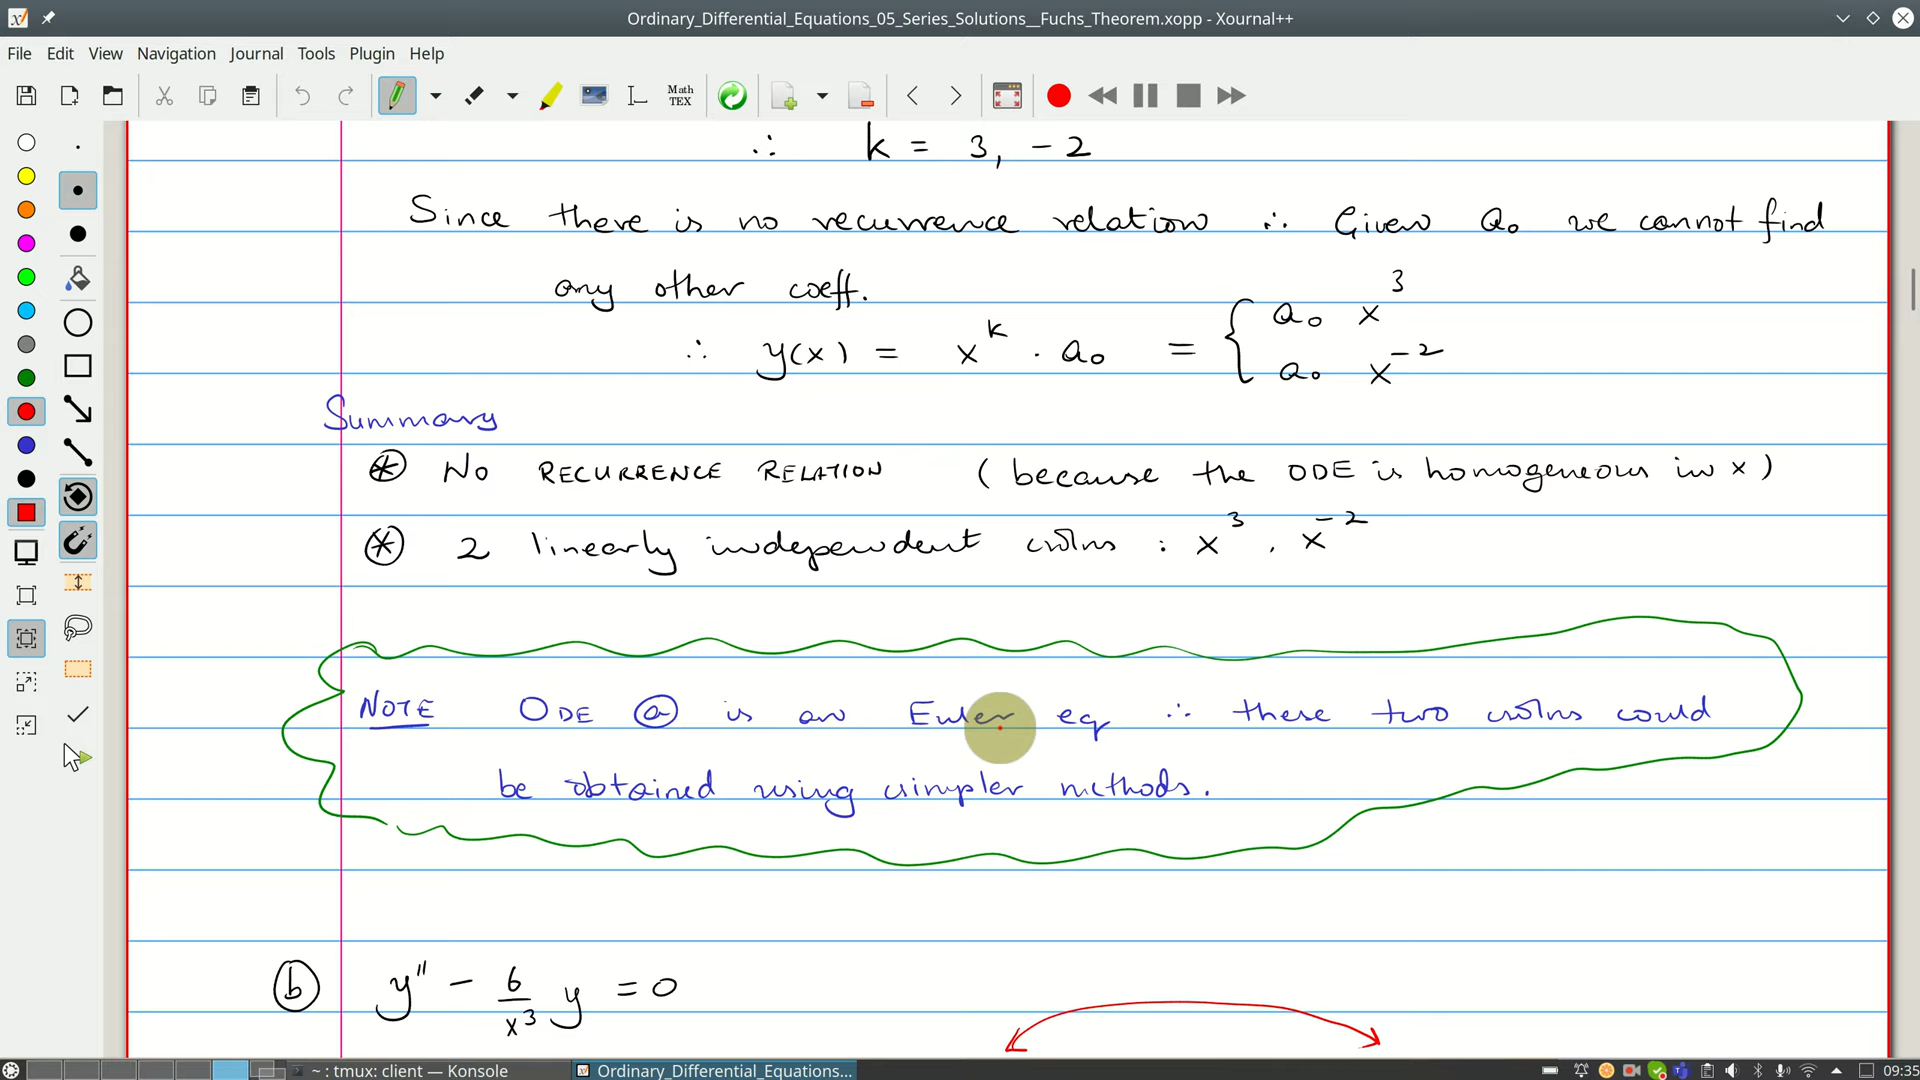 Ordinary_Differential_Equations_05_Series_Solutions__Fuchs_Theorem.xopp - Xournal++
File Edit View Navigation Journal Tools Plugin Help
Math TEX
∴ k = 3, -2
Since there is no recurrence relation ∴ Given a₀ we cannot find
any other coeff.
∴ y(x) = x^k · a₀ = { a₀ x³
a₀ x⁻²
Summary
⊛ NO RECURRENCE RELATION (because the ODE is homogeneous in x)
⊛ 2 linearly independent solns : x³, x⁻²
NOTE ODE ⓐ is an Euler eq ∴ these two solns could
be obtained using simpler methods.
ⓑ y'' - 6/x³ y = 0
~ : tmux: client — Konsole
Ordinary_Differential_Equations...
09:35